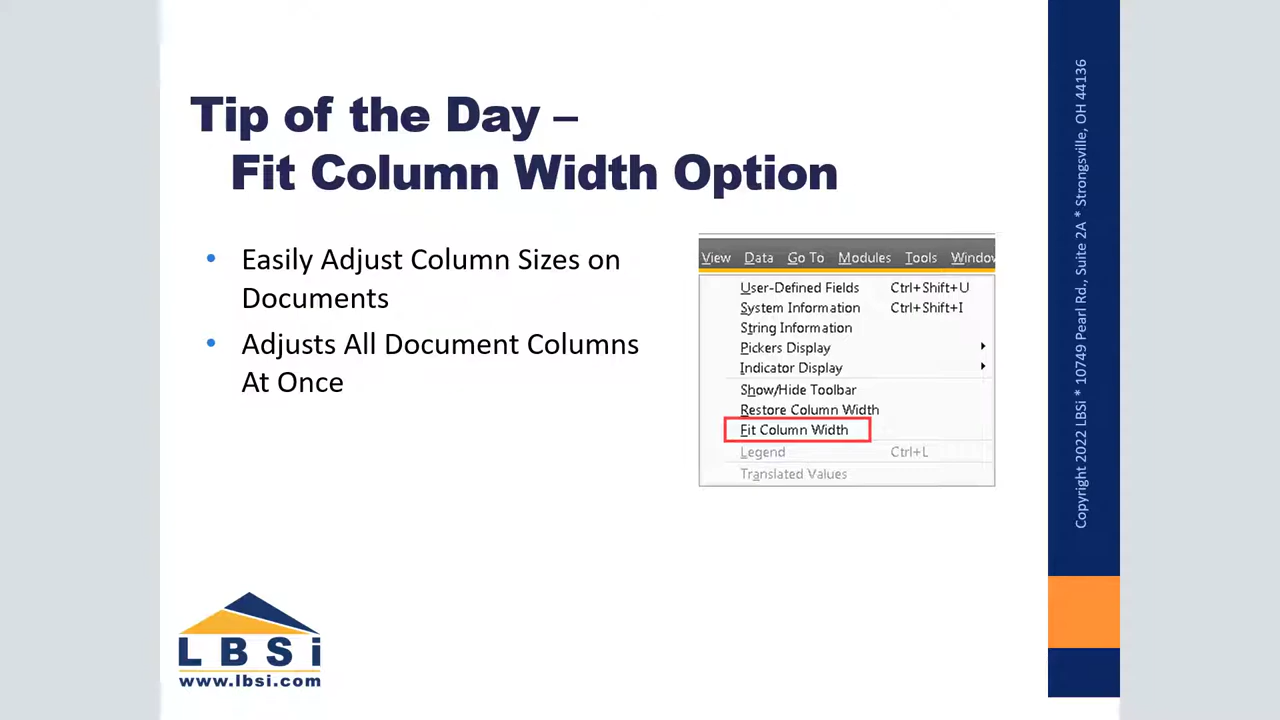 Tip of the Day –
Fit Column Width Option
• Easily Adjust Column Sizes on
Documents
• Adjusts All Document Columns
At Once
View Data Go To Modules Tools Window
User-Defined Fields Ctrl+Shift+U
System Information Ctrl+Shift+I
String Information
Pickers Display
Indicator Display
Show/Hide Toolbar
Restore Column Width
Fit Column Width
Legend Ctrl+L
Translated Values
Copyright 2022 LBSi * 10749 Pearl Rd., Suite 2A * Strongsville, OH 44136
LBSi
www.lbsi.com